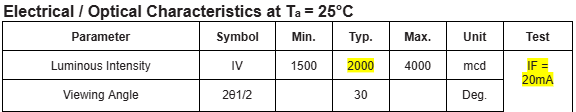 Electrical / Optical Characteristics at Ta = 25°C
Parameter Symbol Min. Typ. Max. Unit Test
Luminous Intensity IV 1500 2000 4000 mcd IF =
20mA
Viewing Angle 2θ1/2 30 Deg.